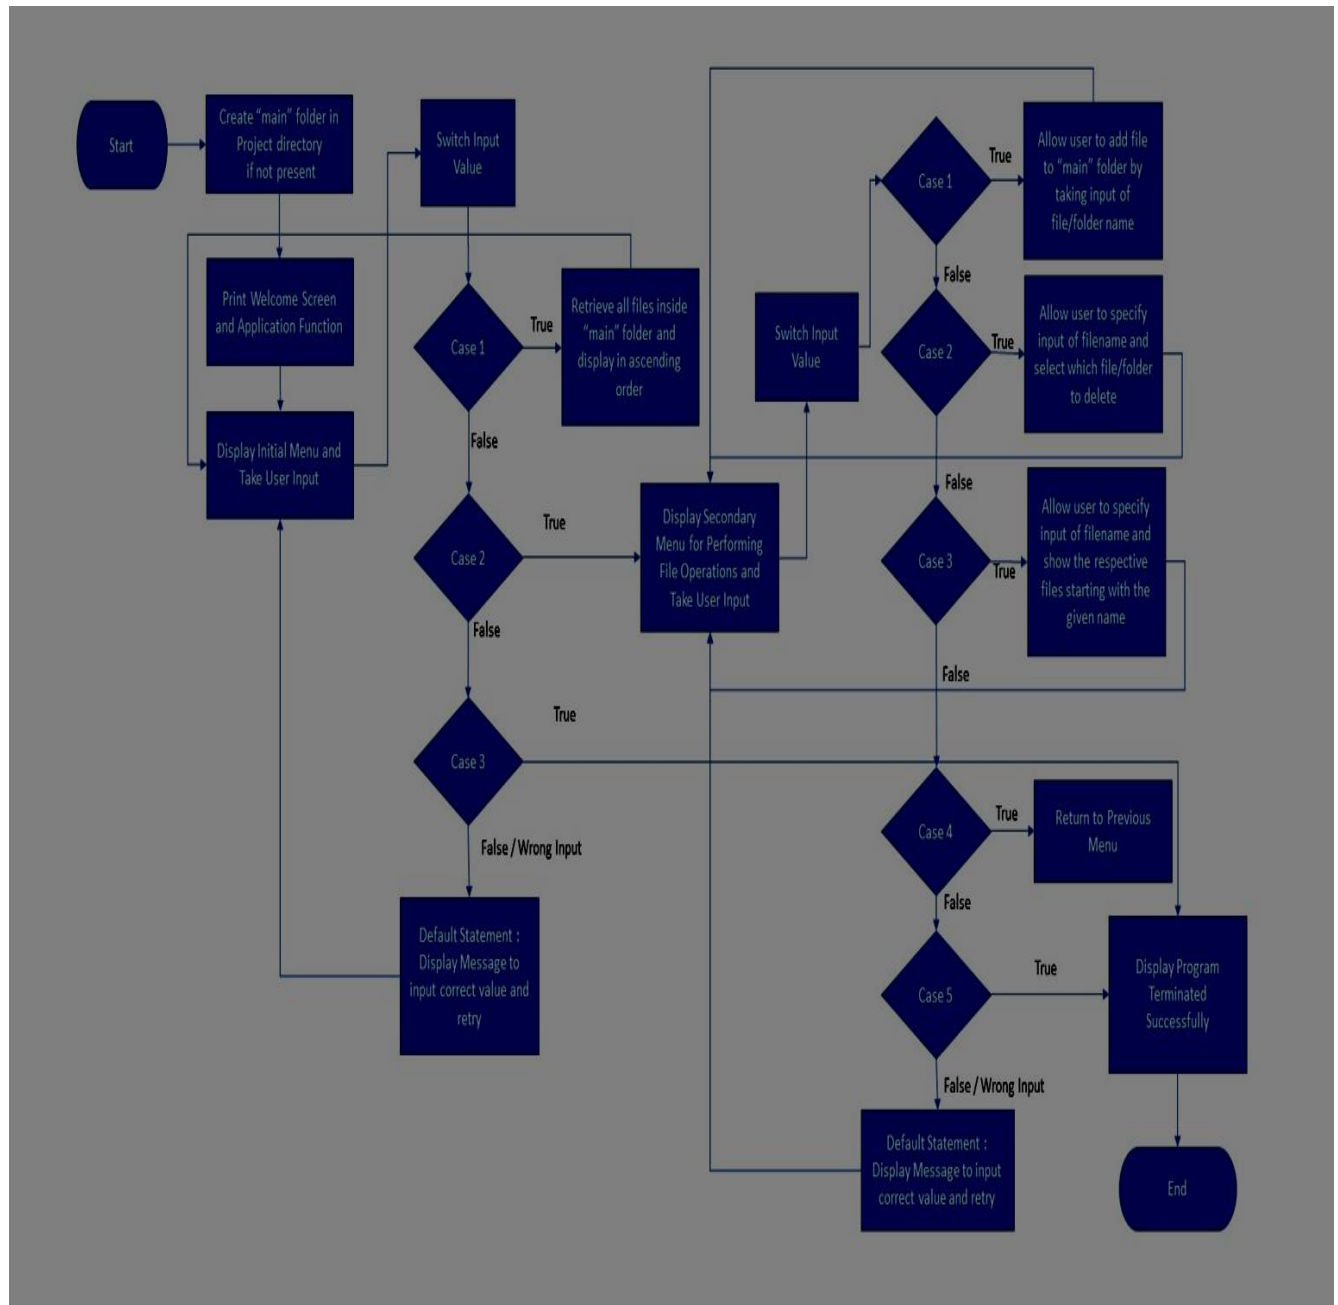 Start
Create “main” folder in
Project directory
if not present
Print Welcome Screen
and Application Function
Display Initial Menu and
Take User Input
Switch Input
Value
Case 1
True
Retrieve all files inside
“main” folder and
display in ascending
order
False
Case 2
True
False
Case 3
True
False / Wrong Input
Default Statement :
Display Message to
input correct value and
retry
Display Secondary
Menu for Performing
File Operations and
Take User Input
Switch Input
Value
Case 1
True
Allow user to add file
to “main” folder by
taking input of
file/folder name
False
Case 2
True
Allow user to specify
input of filename and
select which file/folder
to delete
False
Case 3
True
Allow user to specify
input of filename and
show the respective
files starting with the
given name
False
Case 4
True
Return to Previous
Menu
False
Case 5
True
Display Program
Terminated
Successfully
False / Wrong Input
Default Statement :
Display Message to input
correct value and retry
End